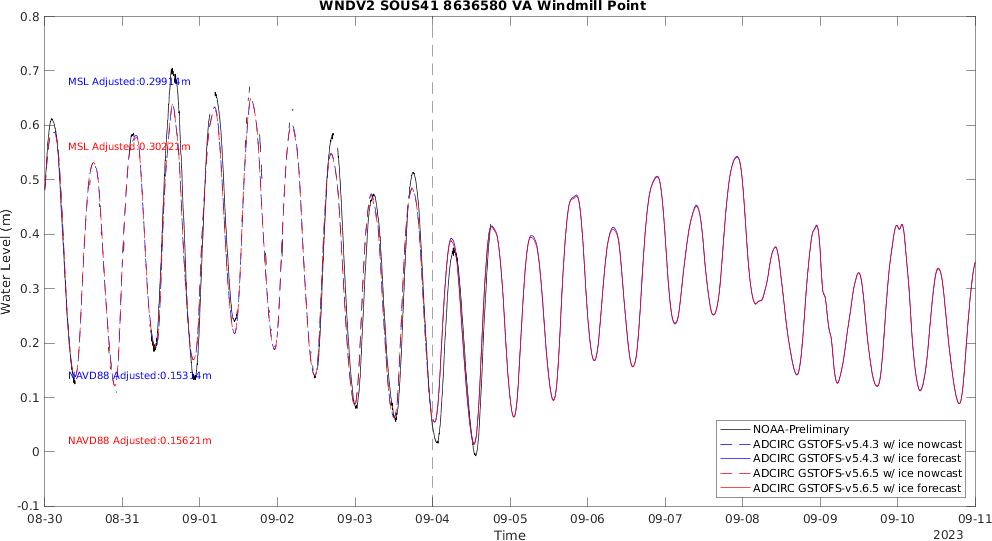 WNDV2 SOUS41 8636580 VA Windmill Point
0.8
0.7
0.6
0.5
0.4
0.3
0.2
0.1
0
-0.1
Water Level (m)
MSL Adjusted:0.29914m
MSL Adjusted:0.30221m
NAVD88 Adjusted:0.15314m
NAVD88 Adjusted:0.15621m
NOAA-Preliminary
ADCIRC GSTOFS-v5.4.3 w/ ice nowcast
ADCIRC GSTOFS-v5.4.3 w/ ice forecast
ADCIRC GSTOFS-v5.6.5 w/ ice nowcast
ADCIRC GSTOFS-v5.6.5 w/ ice forecast
08-30 08-31 09-01 09-02 09-03 09-04 09-05 09-06 09-07 09-08 09-09 09-10 09-11
Time
2023